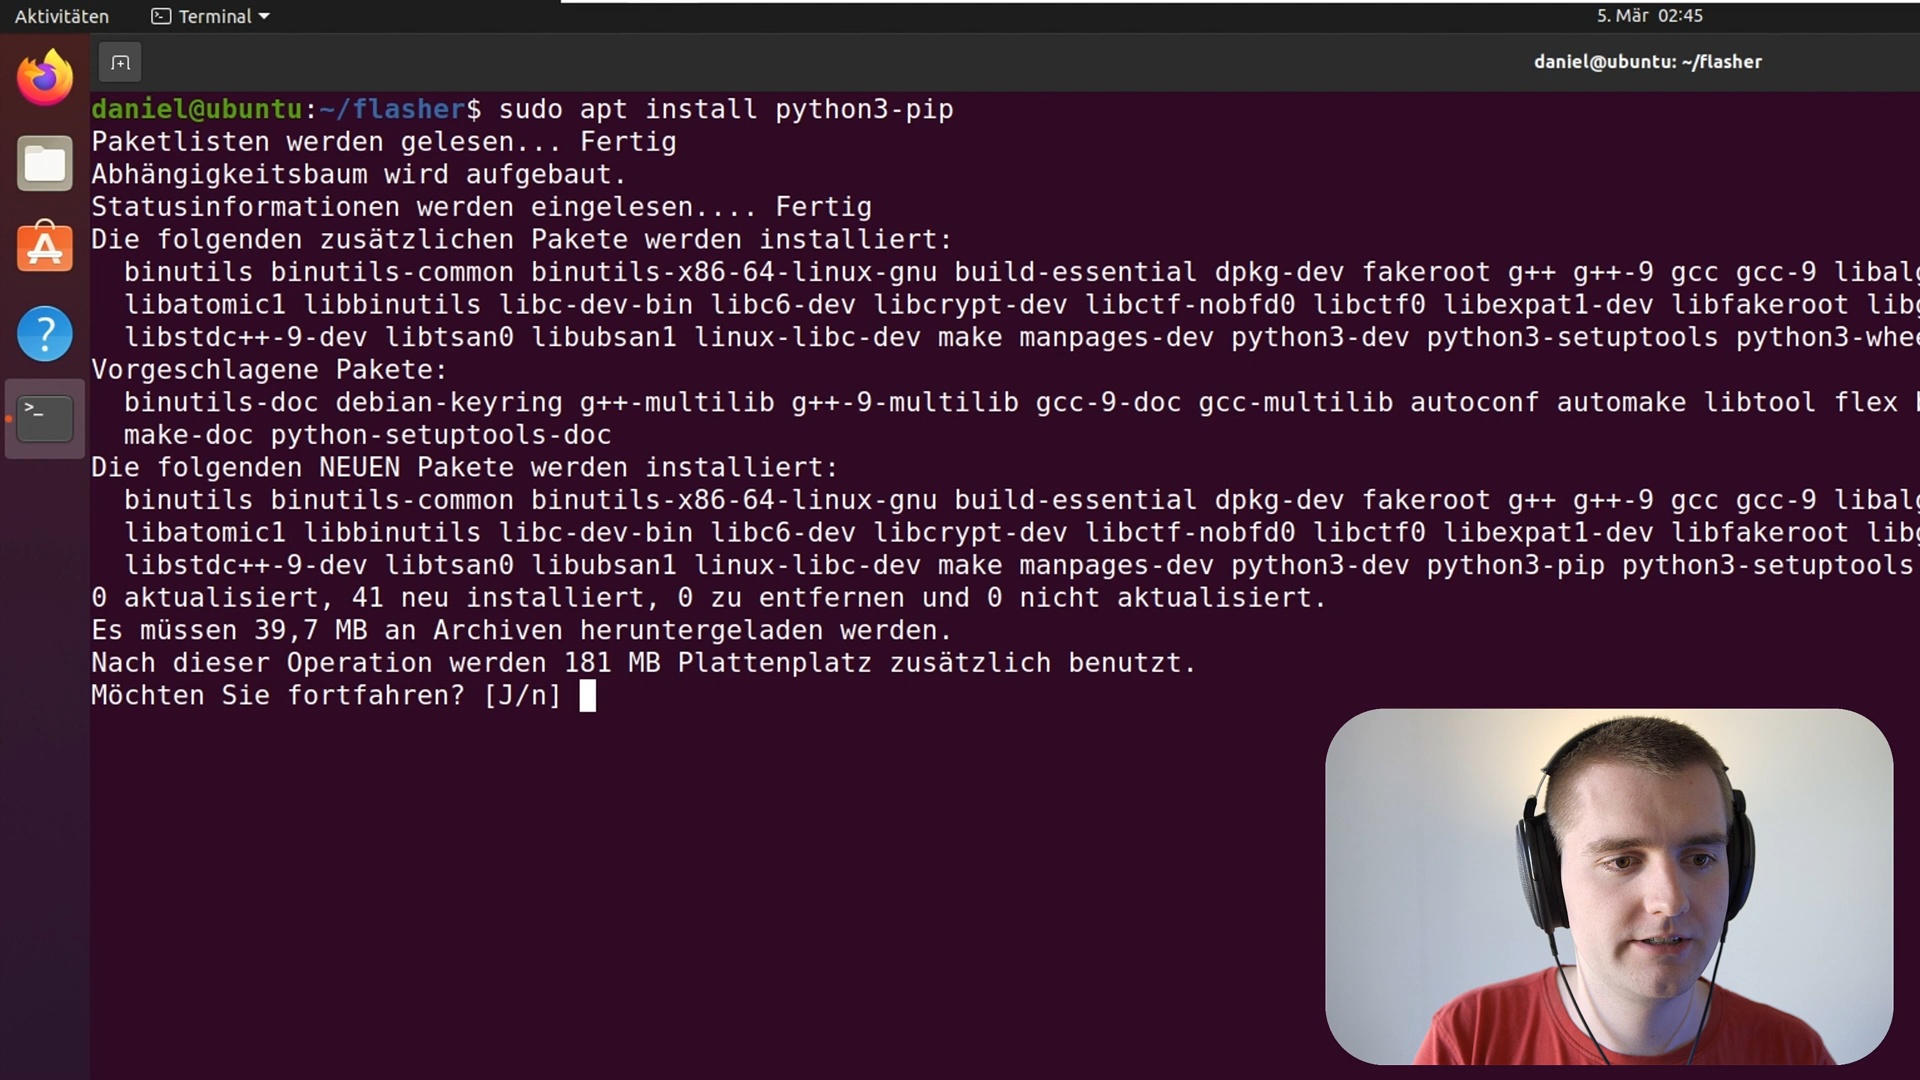 Aktivitäten
Terminal
5. Mär 02:45
daniel@ubuntu: ~/flasher
daniel@ubuntu:~/flasher$ sudo apt install python3-pip
Paketlisten werden gelesen... Fertig
Abhängigkeitsbaum wird aufgebaut.
Statusinformationen werden eingelesen.... Fertig
Die folgenden zusätzlichen Pakete werden installiert:
binutils binutils-common binutils-x86-64-linux-gnu build-essential dpkg-dev fakeroot g++ g++-9 gcc gcc-9
libatomic1 libbinutils libc-dev-bin libc6-dev libcrypt-dev libctf-nobfd0 libctf0 libexpat1-dev libfakeroot
libstdc++-9-dev libtsan0 libubsan1 linux-libc-dev make manpages-dev python3-dev python3-setuptools
Vorgeschlagene Pakete:
binutils-doc debian-keyring g++-multilib g++-9-multilib gcc-9-doc gcc-multilib autoconf automake libtool flex
make-doc python-setuptools-doc
Die folgenden NEUEN Pakete werden installiert:
binutils binutils-common binutils-x86-64-linux-gnu build-essential dpkg-dev fakeroot g++ g++-9 gcc gcc-9
libatomic1 libbinutils libc-dev-bin libc6-dev libcrypt-dev libctf-nobfd0 libctf0 libexpat1-dev libfakeroot
libstdc++-9-dev libtsan0 libubsan1 linux-libc-dev make manpages-dev python3-dev python3-pip python3-setuptools
0 aktualisiert, 41 neu installiert, 0 zu entfernen und 0 nicht aktualisiert.
Es müssen 39,7 MB an Archiven heruntergeladen werden.
Nach dieser Operation werden 181 MB Plattenplatz zusätzlich benutzt.
Möchten Sie fortfahren? [J/n]